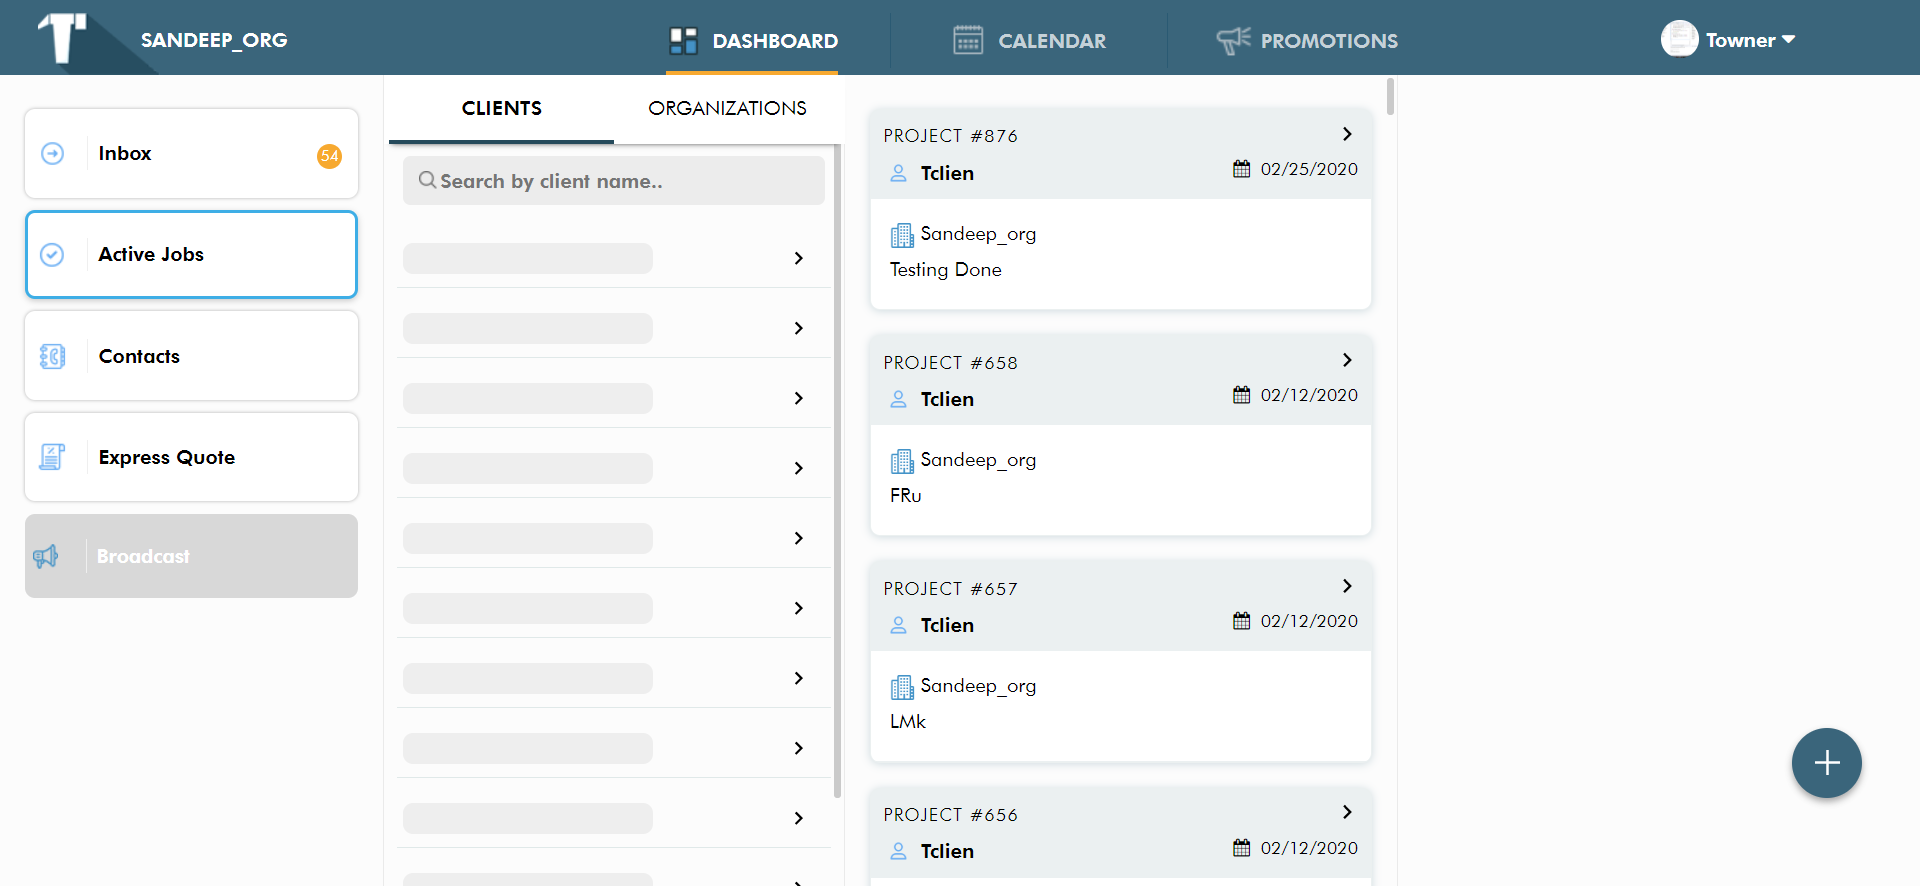 SANDEEP_ORG
DASHBOARD
CALENDAR
PROMOTIONS
Towner
Inbox
54
Active Jobs
Contacts
Express Quote
Broadcast
CLIENTS
ORGANIZATIONS
Search by client name..
PROJECT #876
Tclien
02/25/2020
Sandeep_org
Testing Done
PROJECT #658
Tclien
02/12/2020
Sandeep_org
FRu
PROJECT #657
Tclien
02/12/2020
Sandeep_org
LMk
PROJECT #656
Tclien
02/12/2020